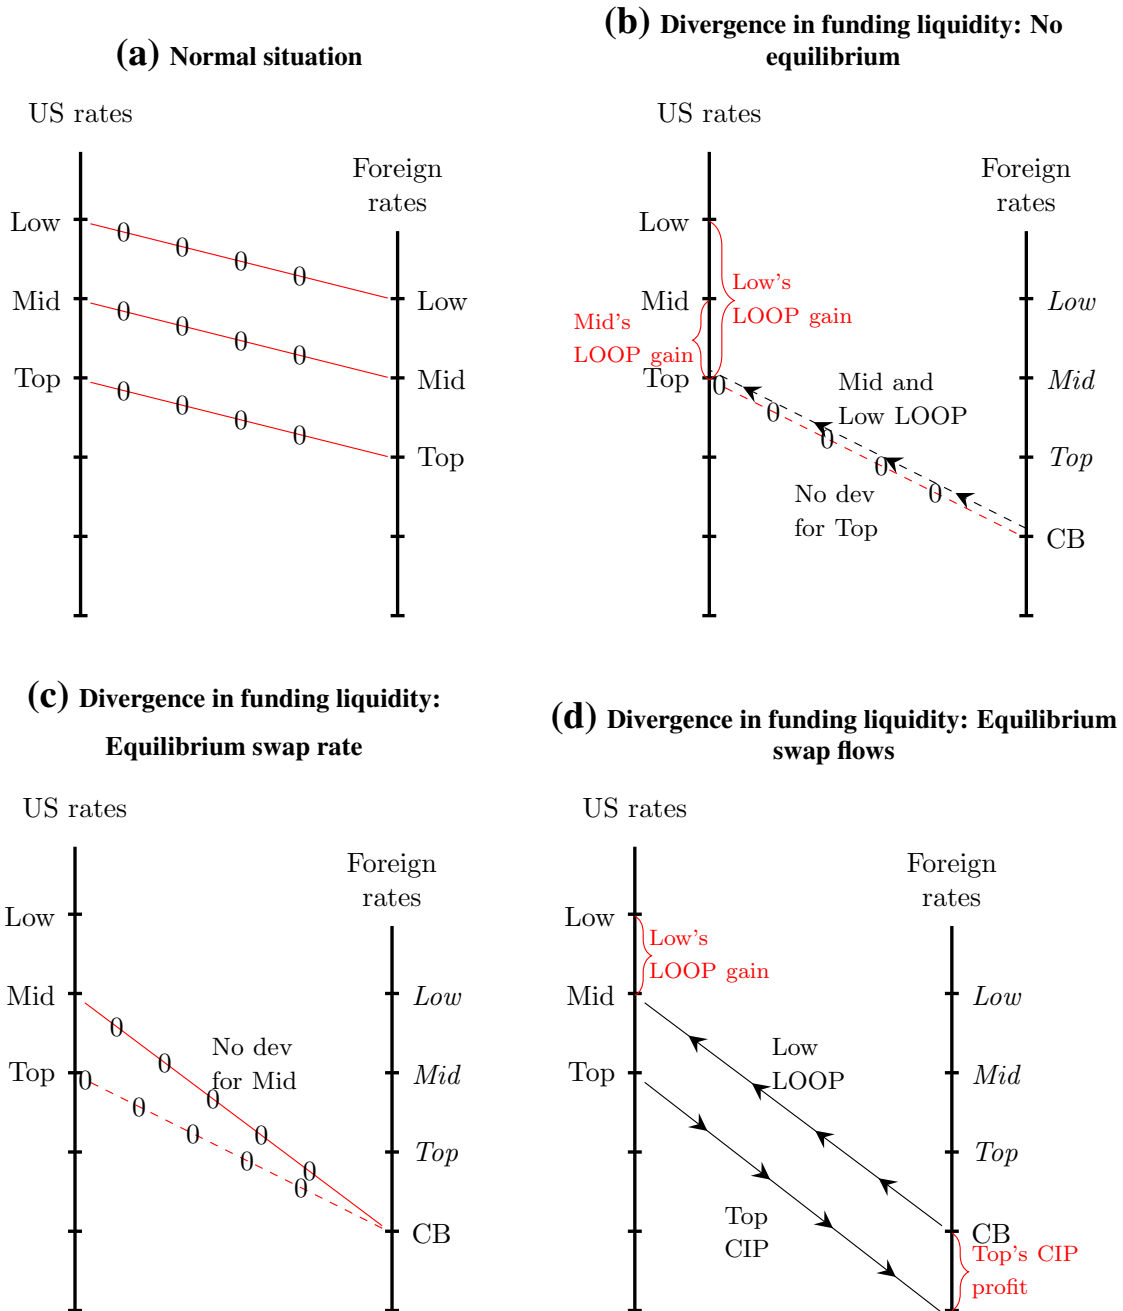 (a) Normal situation
US rates
Foreign
rates
Low
Mid
Top
0 0 0 0
0 0 0 0
0 0 0 0
Low
Mid
Top
(b) Divergence in funding liquidity: No
equilibrium
US rates
Foreign
rates
Low
Mid
Top
Low's
LOOP gain
Mid's
LOOP gain
Mid and
Low LOOP
0 0 0 0 0
No dev
for Top
Low
Mid
Top
CB
(c) Divergence in funding liquidity:
Equilibrium swap rate
US rates
Foreign
rates
Low
Mid
Top
No dev
for Mid
0 0 0 0 0
0 0 0 0 0
Low
Mid
Top
CB
(d) Divergence in funding liquidity: Equilibrium
swap flows
US rates
Foreign
rates
Low
Mid
Top
Low's
LOOP gain
Low
LOOP
Top
CIP
Low
Mid
Top
CB
Top's CIP
profit